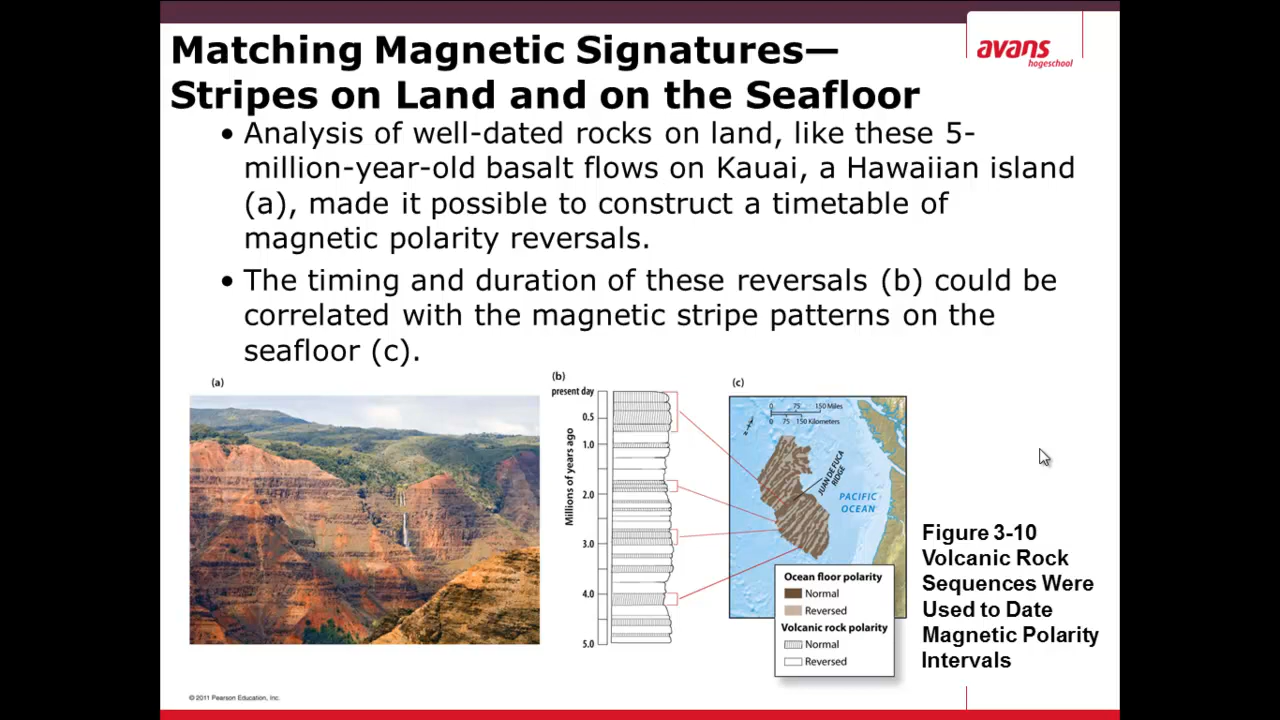 Matching Magnetic Signatures—
Stripes on Land and on the Seafloor
avans
hogeschool
• Analysis of well-dated rocks on land, like these 5-
million-year-old basalt flows on Kauai, a Hawaiian island
(a), made it possible to construct a timetable of
magnetic polarity reversals.
• The timing and duration of these reversals (b) could be
correlated with the magnetic stripe patterns on the
seafloor (c).
(a)
(b)
present day
0.5
1.0
2.0
3.0
4.0
5.0
Millions of years ago
(c)
0 75 150 Miles
0 75 150 Kilometers
JUAN DE FUCA
RIDGE
PACIFIC
OCEAN
Ocean floor polarity
Normal
Reversed
Volcanic rock polarity
Normal
Reversed
Figure 3-10
Volcanic Rock
Sequences Were
Used to Date
Magnetic Polarity
Intervals
© 2011 Pearson Education, Inc.